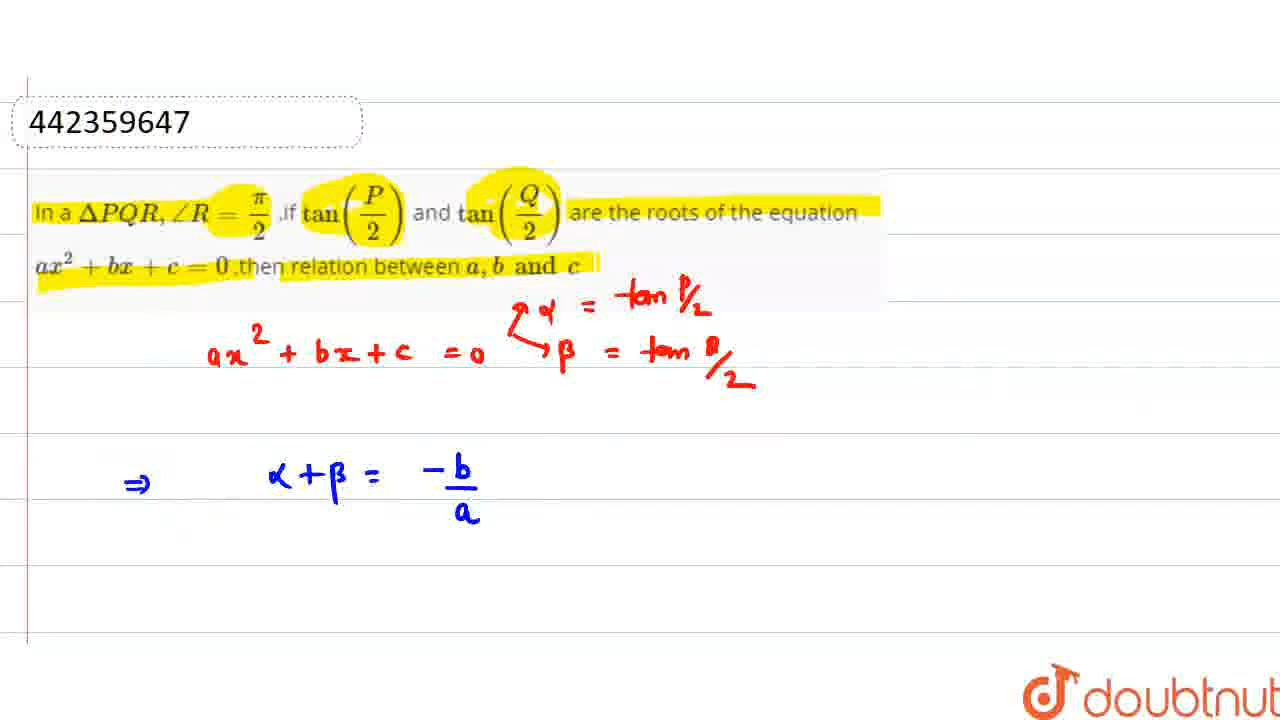 442359647
In a ΔPQR, ∠R = π/2 ,if tan(P/2) and tan(Q/2) are the roots of the equation
ax² + bx + c = 0 ,then relation between a, b and c
α = tan P/2
ax² + bx + c = 0
β = tan Q/2
⇒ α + β = -b/a
doubtnut